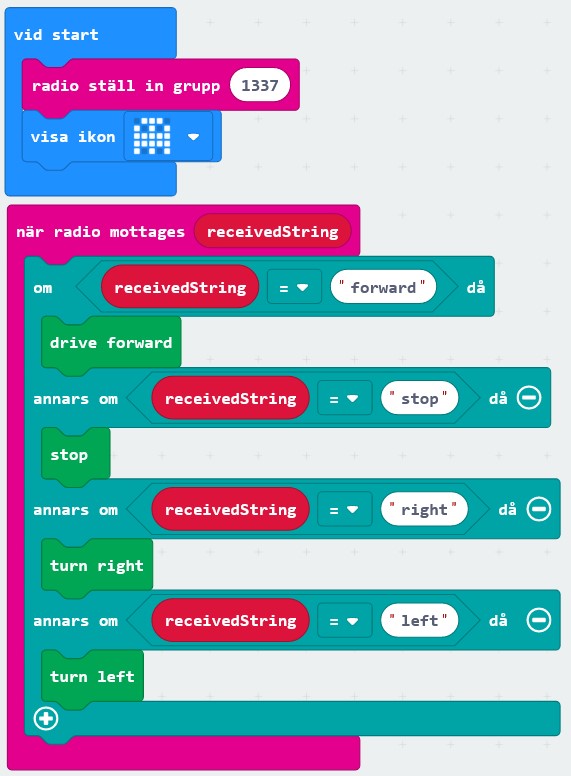 vid start
radio ställ in grupp 1337
visa ikon
när radio mottages receivedString
om receivedString = "forward" då
drive forward
annars om receivedString = "stop" då
stop
annars om receivedString = "right" då
turn right
annars om receivedString = "left" då
turn left